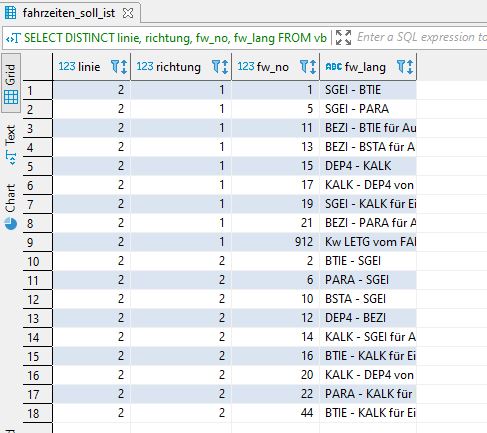 fahrzeiten_soll_ist
SELECT DISTINCT linie, richtung, fw_no, fw_lang FROM vb Enter a SQL expression to
Grid
Text
Chart
123 linie 123 richtung 123 fw_no ABC fw_lang
1 2 1 1 SGEI - BTIE
2 2 1 5 SGEI - PARA
3 2 1 11 BEZI - BTIE für Au
4 2 1 13 BEZI - BSTA für A
5 2 1 15 DEP4 - KALK
6 2 1 17 KALK - DEP4 von
7 2 1 19 SGEI - KALK für Ei
8 2 1 21 BEZI - PARA für A
9 2 1 912 Kw LETG vom FA
10 2 2 2 BTIE - SGEI
11 2 2 6 PARA - SGEI
12 2 2 10 BSTA - SGEI
13 2 2 12 DEP4 - BEZI
14 2 2 14 KALK - SGEI für A
15 2 2 16 BTIE - KALK für Ei
16 2 2 20 KALK - DEP4 von
17 2 2 22 PARA - KALK für
18 2 2 44 BTIE - KALK für Ei